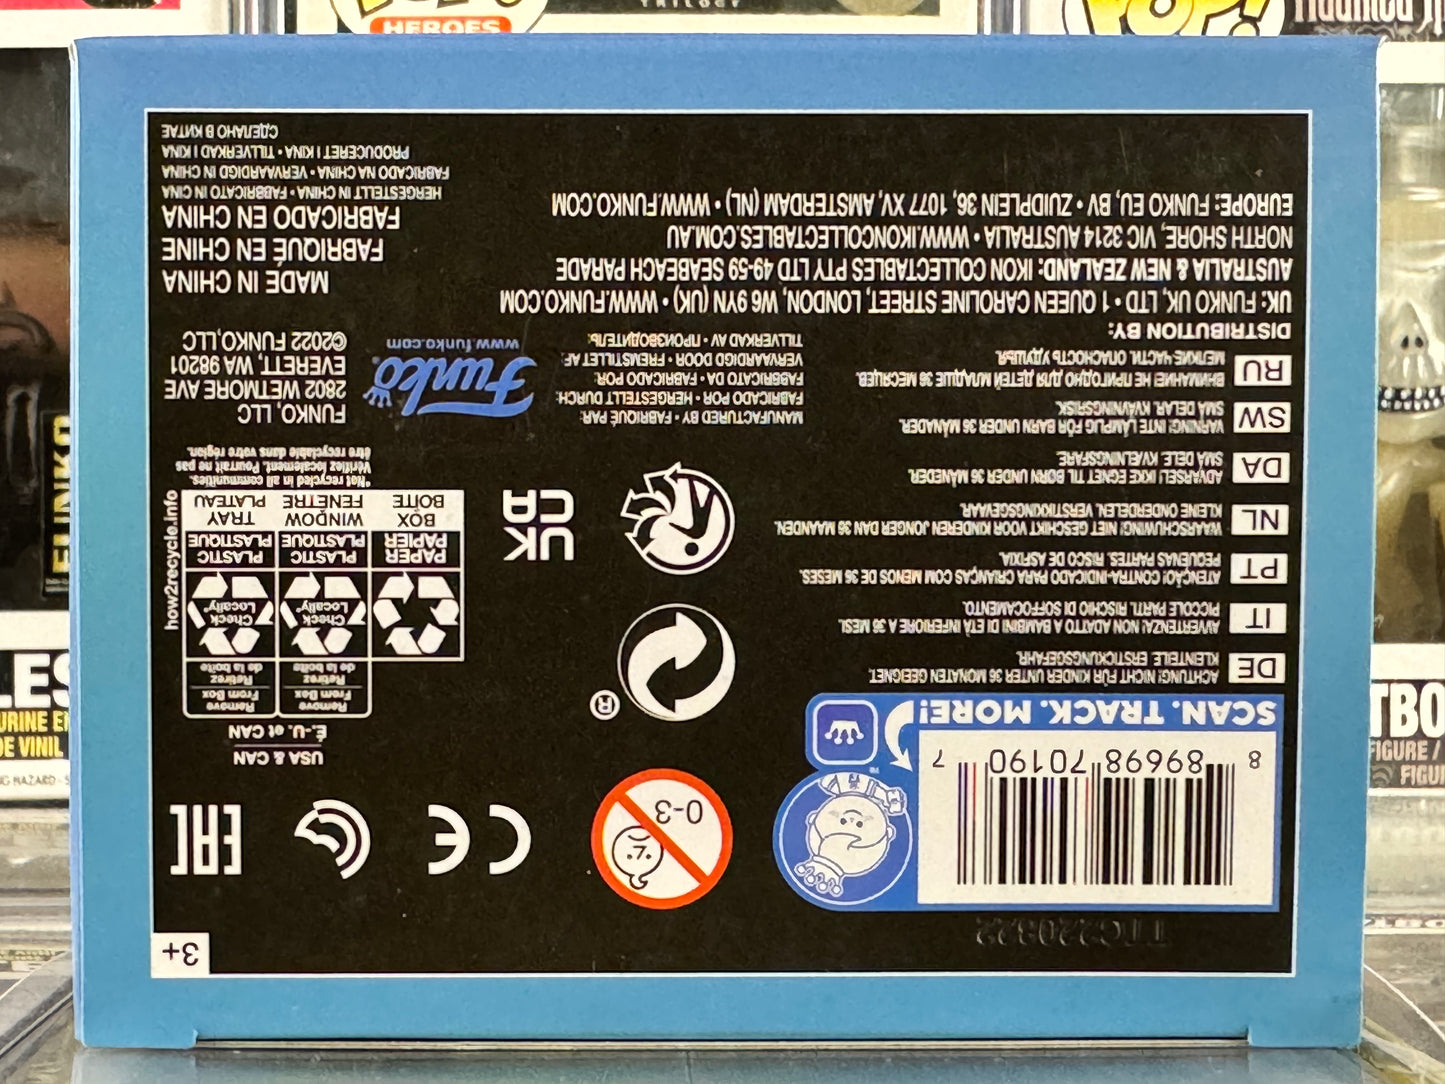 TTC220822
8 89698 70190 7
SCAN. TRACK. MORE!
DE
ACHTUNG! NICHT FÜR KINDER UNTER 36 MONATEN GEEIGNET.
KLEINTEILE. ERSTICKUNGSGEFAHR.
IT
AVVERTENZA! NON ADATTO A BAMBINI DI ETÀ INFERIORE A 36 MESI.
PICCOLE PARTI. RISCHIO DI SOFFOCAMENTO.
PT
ATENÇÃO! CONTRA-INDICADO PARA CRIANÇAS COM MENOS DE 36 MESES.
PEQUENAS PARTES. RISCO DE ASFIXIA.
NL
WAARSCHUWING! NIET GESCHIKT VOOR KINDEREN JONGER DAN 36 MAANDEN.
KLEINE ONDERDELEN. VERSTIKKINGSGEVAAR.
DA
ADVARSEL! IKKE EGNET TIL BØRN UNDER 36 MÅNEDER.
SMÅ DELE. KVÆLNINGSFARE.
SW
VARNING! INTE LÄMPLIG FÖR BARN UNDER 36 MÅNADER.
SMÅ DELAR. KVÄVNINGSRISK.
RU
ВНИМАНИЕ НЕ ПРИГОДНО ДЛЯ ДЕТЕЙ МЛАДШЕ 36 МЕСЯЦЕВ.
МЕЛКИЕ ЧАСТИ. ОПАСНОСТЬ УДУШЬЯ.
DISTRIBUTION BY:
UK: FUNKO UK, LTD • 1 QUEEN CAROLINE STREET, LONDON, W6 9YN (UK) • WWW.FUNKO.COM
AUSTRALIA & NEW ZEALAND: IKON COLLECTABLES PTY LTD 49-59 SEABEACH PARADE
NORTH SHORE, VIC 3214 AUSTRALIA • WWW.IKONCOLLECTABLES.COM.AU
EUROPE: FUNKO EU, BV • ZUIDPLEIN 36, 1077 XV, AMSTERDAM (NL) • WWW.FUNKO.COM
0-3
®
UK
CA
MANUFACTURED BY • FABRIQUÉ PAR:
FABRICADO POR • HERGESTELLT DURCH:
FABBRICATO DA • FABRICADO POR:
VERVAARDIGD DOOR • FREMSTILLET AF:
TILLVERKAD AV • ПРОИЗВОДИТЕЛЬ:
3+
CE
EAC
USA & CAN
É.-U. et CAN
Remove
From Box
Retirez
de la boîte
Remove
From Box
Retirez
de la boîte
Check
Locally*
Check
Locally*
PAPER
PAPIER
PLASTIC
PLASTIQUE
PLASTIC
PLASTIQUE
BOX
BOÎTE
WINDOW
FENÊTRE
TRAY
PLATEAU
how2recycle.info
*Not recycled in all communities.
Vérifiez localement. Pourrait ne pas
être recyclable dans votre région.
Funko®
www.funko.com
FUNKO, LLC
2802 WETMORE AVE
EVERETT, WA 98201
©2022 FUNKO,LLC
MADE IN CHINA
FABRIQUÉ EN CHINE
FABRICADO EN CHINA
HERGESTELLT IN CHINA • FABBRICATO IN CINA
FABRICADO NA CHINA • VERVAARDIGD IN CHINA
PRODUCERET I KINA • TILLVERKAD I KINA
СДЕЛАНО В КИТАЕ
HEROES
TRILOGY
POP!
FUNKO